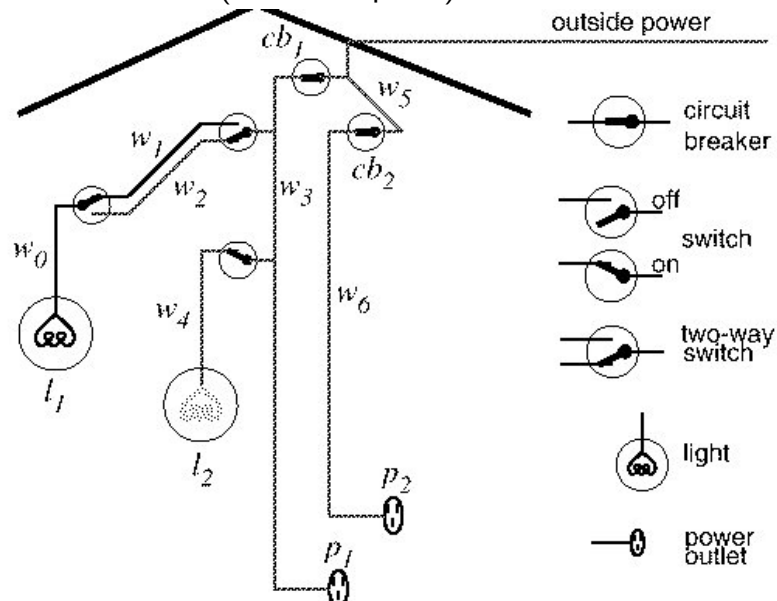 outside power
cb1
w5
circuit
breaker
w1
cb2
w2
w3
off
switch
on
w0
w4
w6
two-way
switch
l1
l2
light
p2
power
outlet
p1